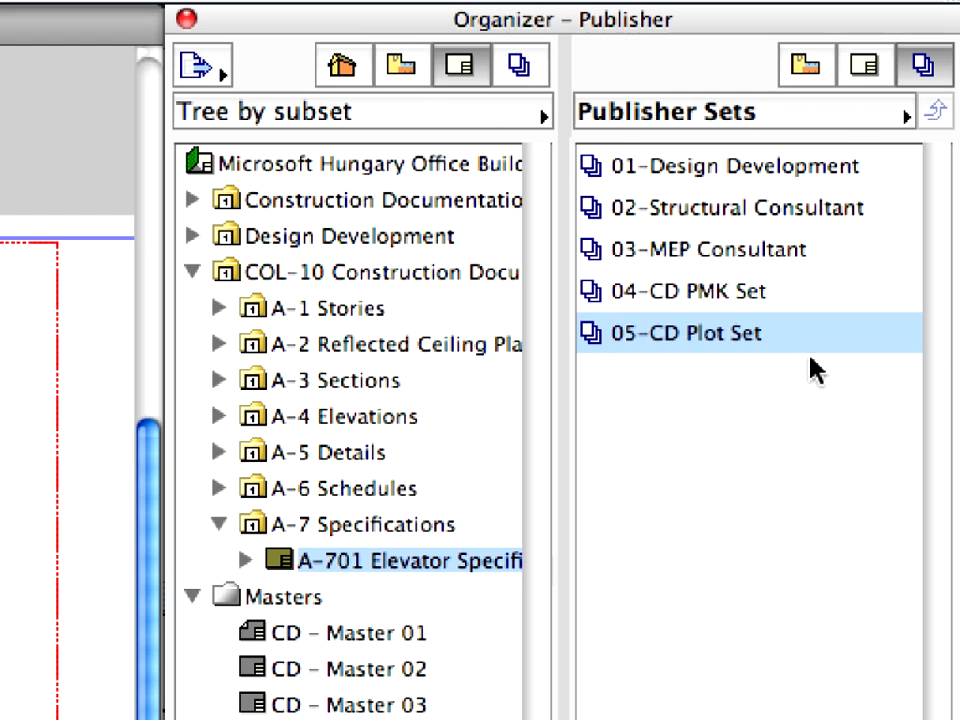 Organizer – Publisher
Tree by subset
Publisher Sets
Microsoft Hungary Office Builc
Construction Documentatio
Design Development
COL-10 Construction Docu
A-1 Stories
A-2 Reflected Ceiling Pla
A-3 Sections
A-4 Elevations
A-5 Details
A-6 Schedules
A-7 Specifications
A-701 Elevator Specifi
Masters
CD – Master 01
CD – Master 02
CD – Master 03
01-Design Development
02-Structural Consultant
03-MEP Consultant
04-CD PMK Set
05-CD Plot Set